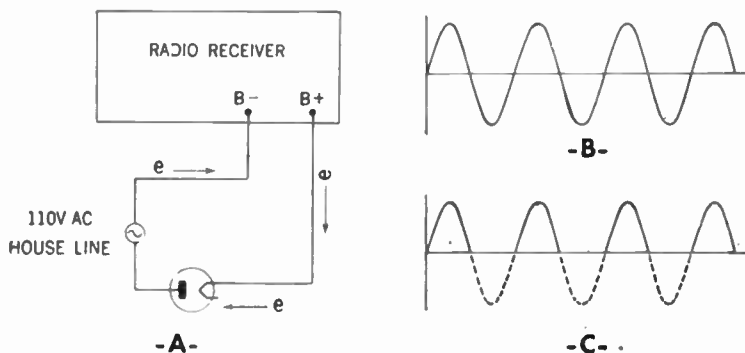 RADIO RECEIVER
B- B+
e
e
110V AC
HOUSE LINE
e
-A-
-B-
-C-